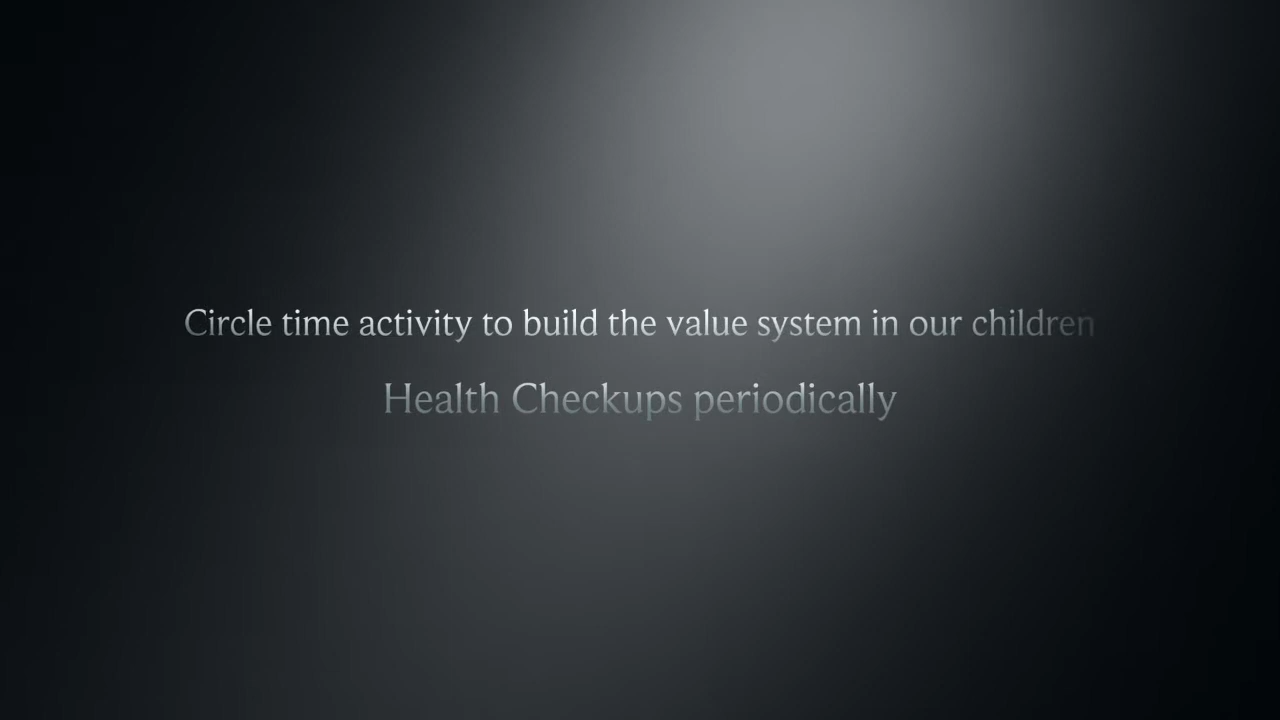 Circle time activity to build the value system in our children
Health Checkups periodically